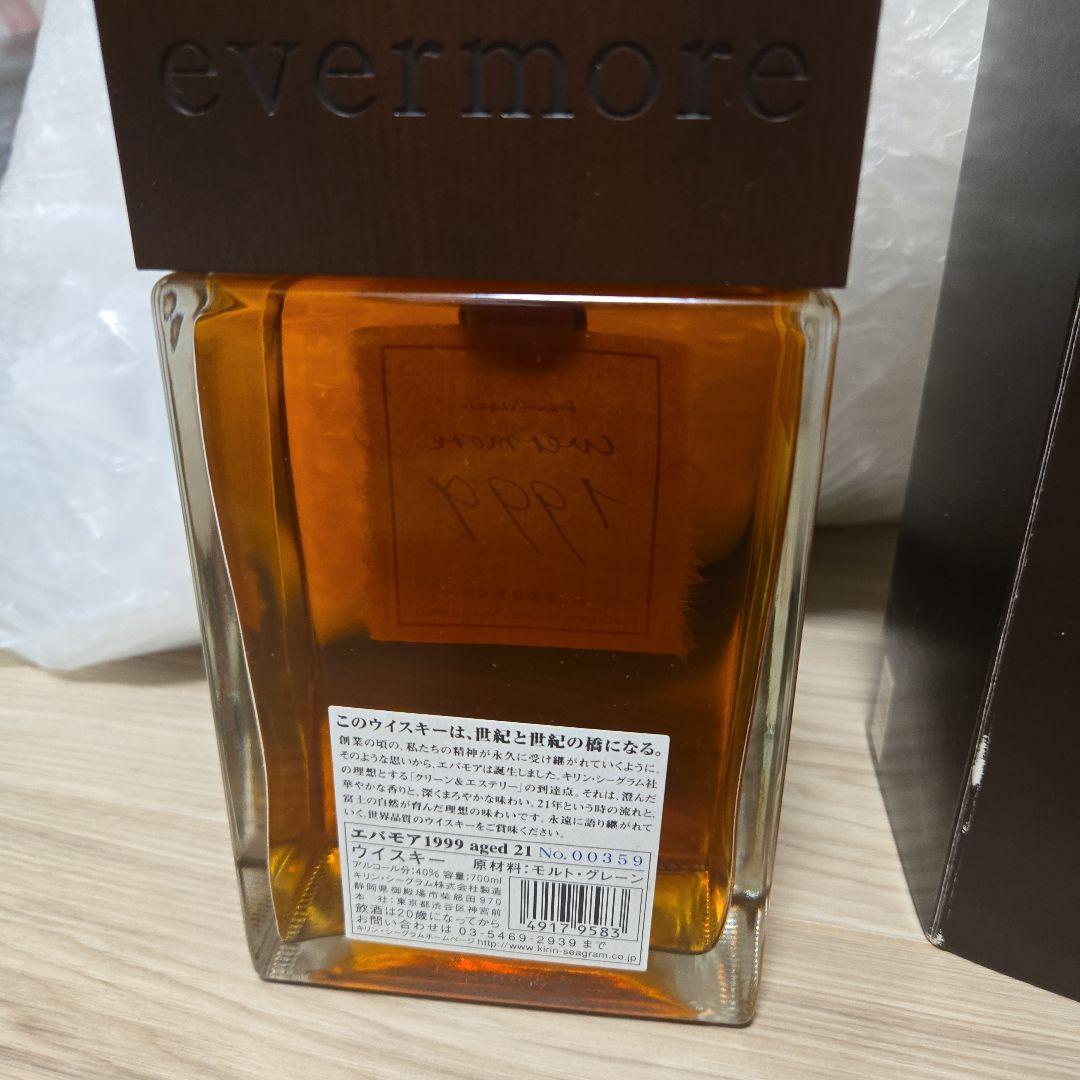 evermore
evermore
1999
このウイスキーは、世紀と世紀の橋になる。
創業の頃の、私たちの精神が永久に受け継がれていくように。
そのような思いから、エバモアは誕生しました。キリン・シーグラム社
の理想とする「クリーン&エステリー」の到達点。それは、澄んだ
華やかな香りと、深くまろやかな味わい。21年という時の流れと、
富士の自然が育んだ理想の味わいです。永遠に語り継がれて
いく、世界品質のウイスキーをご賞味ください。
エバモア1999 aged 21 No.00359
ウイスキー 原材料:モルト・グレーン
アルコール分:40% 容量:700ml
キリン・シーグラム株式会社製造
静岡県御殿場市柴怒田970
本 社:東京都渋谷区神宮前
飲酒は20歳になってから
お問い合わせは 03-5469-2939 まで
キリン・シーグラムホームページ http://www.kirin-seagram.co.jp
4917 9583